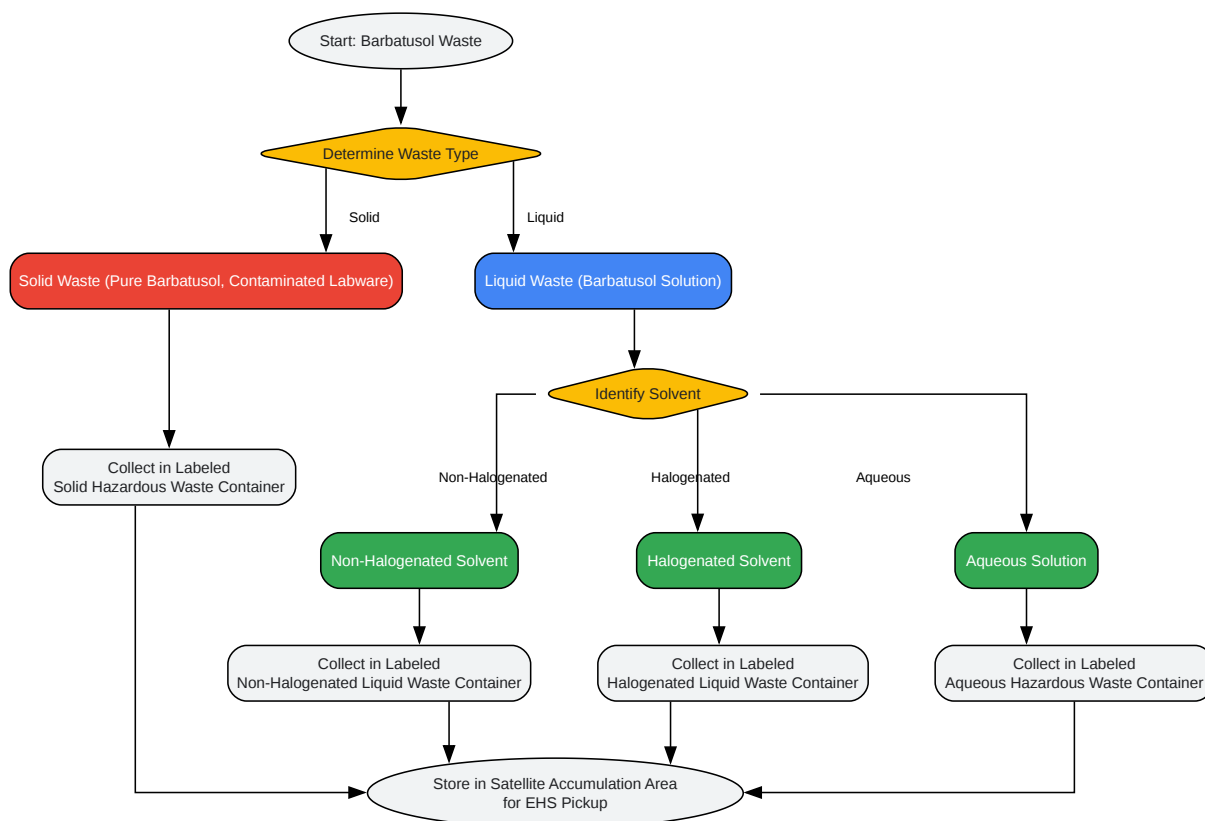 Start: Barbatusol Waste
Determine Waste Type
Solid
Liquid
Solid Waste (Pure Barbatusol, Contaminated Labware)
Liquid Waste (Barbatusol Solution)
Identify Solvent
Collect in Labeled
Solid Hazardous Waste Container
Non-Halogenated
Halogenated
Aqueous
Non-Halogenated Solvent
Halogenated Solvent
Aqueous Solution
Collect in Labeled
Non-Halogenated Liquid Waste Container
Collect in Labeled
Halogenated Liquid Waste Container
Collect in Labeled
Aqueous Hazardous Waste Container
Store in Satellite Accumulation Area
for EHS Pickup